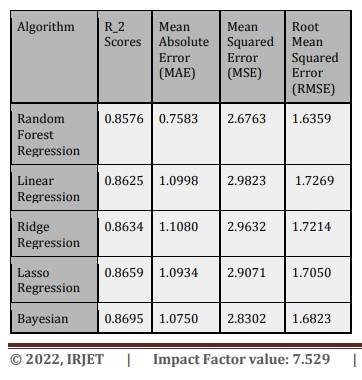 Algorithm R_2 Scores Mean Absolute Error (MAE) Mean Squared Error (MSE) Root Mean Squared Error (RMSE)
Random Forest Regression 0.8576 0.7583 2.6763 1.6359
Linear Regression 0.8625 1.0998 2.9823 1.7269
Ridge Regression 0.8634 1.1080 2.9632 1.7214
Lasso Regression 0.8659 1.0934 2.9071 1.7050
Bayesian 0.8695 1.0750 2.8302 1.6823
© 2022, IRJET | Impact Factor value: 7.529 |